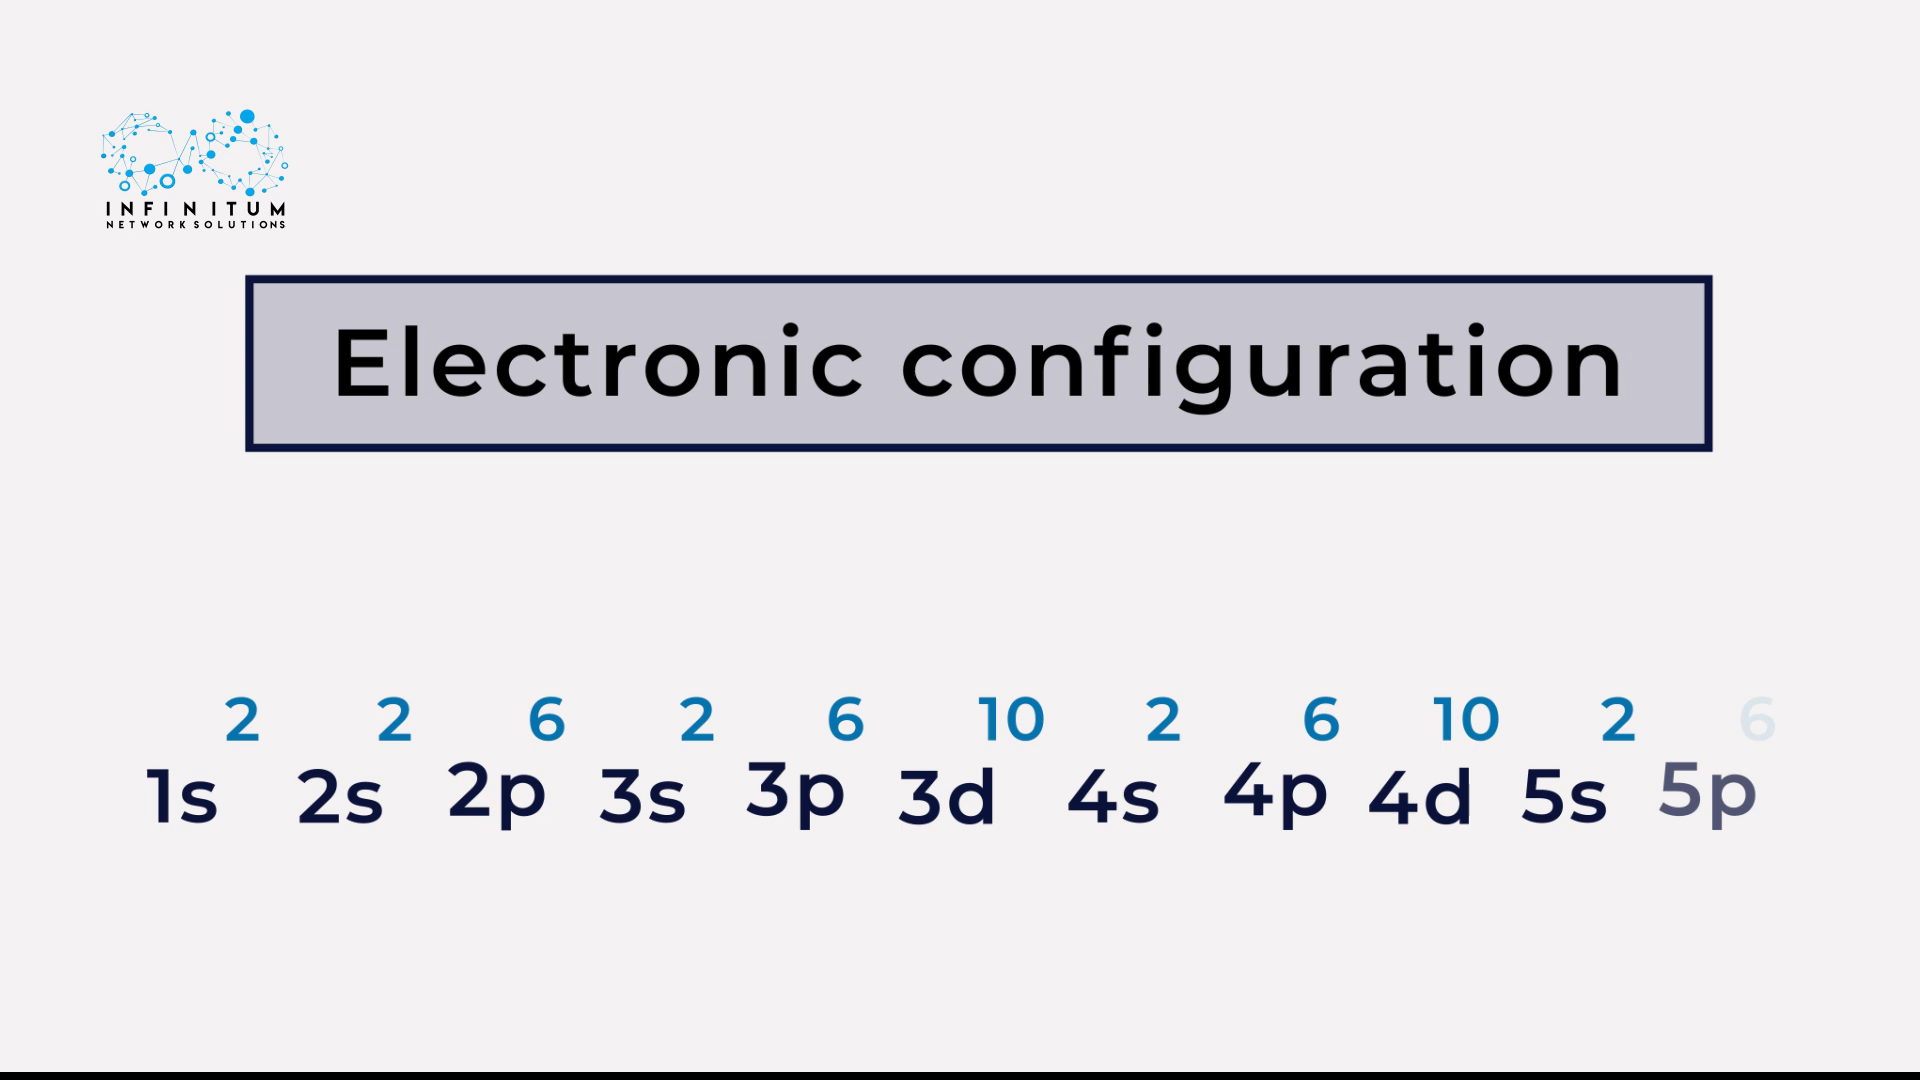 INFINITUM
NETWORK SOLUTIONS
Electronic configuration
2 2 6 2 6 10 2 6 10 2 6
1s 2s 2p 3s 3p 3d 4s 4p 4d 5s 5p